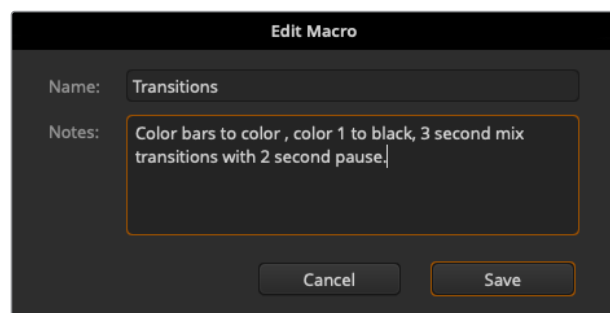 Edit Macro
Name: Transitions
Notes: Color bars to color , color 1 to black, 3 second mix
transitions with 2 second pause.
Cancel Save